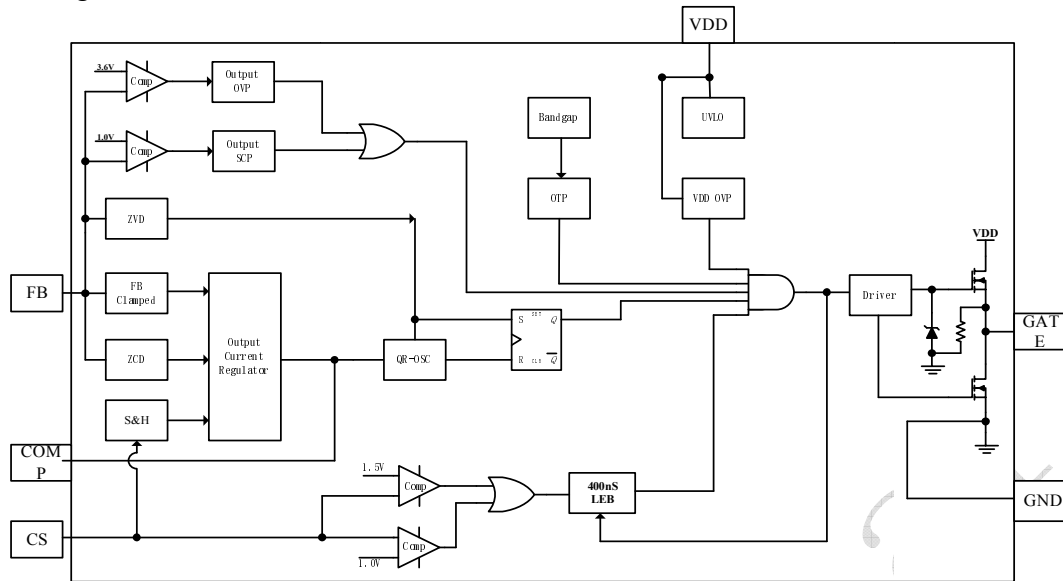 VDD
3.6V
Comp
Output
OVP
1.0V
Comp
Output
SCP
Bandgap
UVLO
ZVD
OTP
VDD OVP
VDD
FB
FB
Clamped
Driver
Output
Current
Regulator
S
SET
Q
GAT
E
ZCD
QR-OSC
R
CLR
Q
S&H
COM
P
1.5V
Comp
400nS
LEB
GND
CS
Comp
1.0V